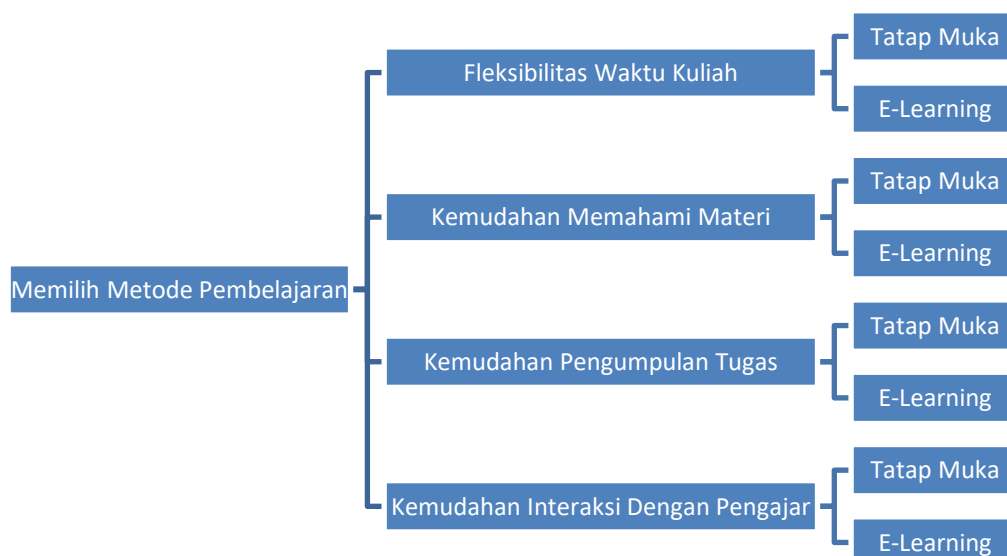 Memilih Metode Pembelajaran
Fleksibilitas Waktu Kuliah
Tatap Muka
E-Learning
Kemudahan Memahami Materi
Tatap Muka
E-Learning
Kemudahan Pengumpulan Tugas
Tatap Muka
E-Learning
Kemudahan Interaksi Dengan Pengajar
Tatap Muka
E-Learning